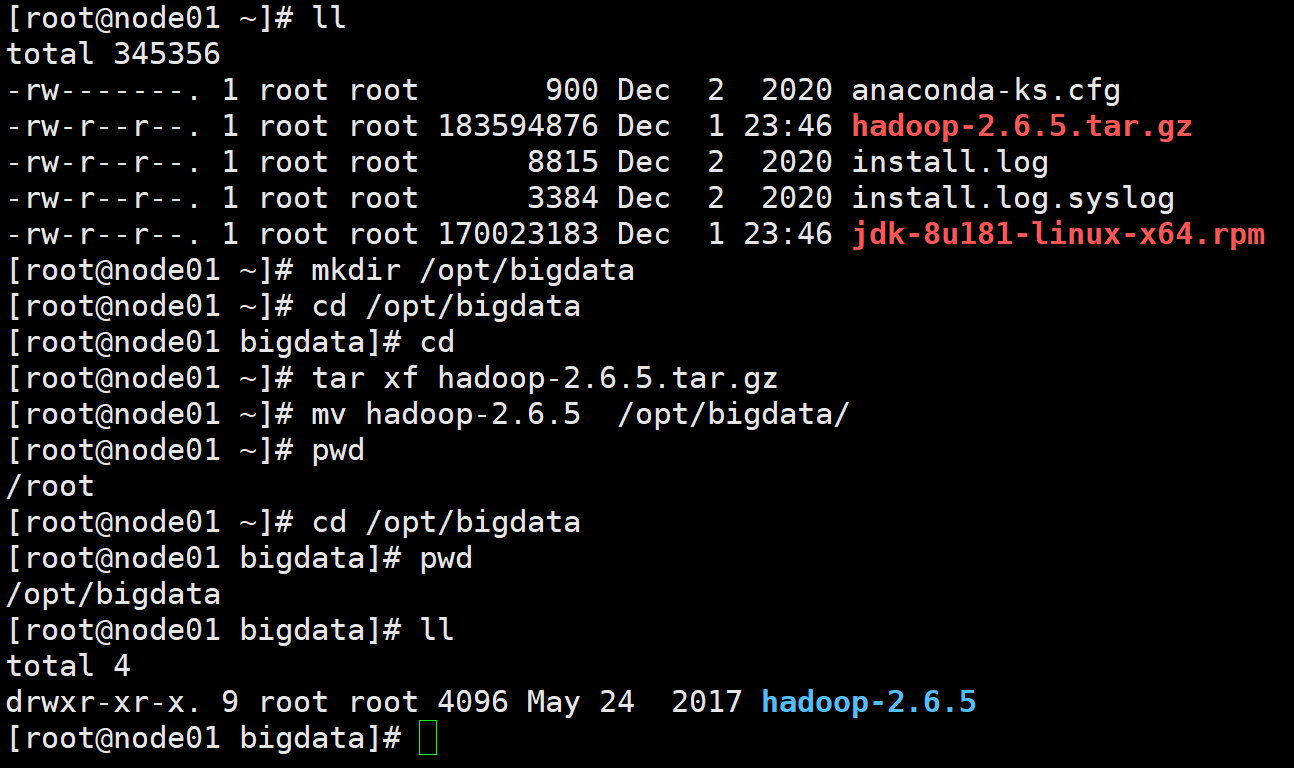 [root@node01 ~]# ll
total 345356
-rw-------. 1 root root       900 Dec  2  2020 anaconda-ks.cfg
-rw-r--r--. 1 root root 183594876 Dec  1 23:46 hadoop-2.6.5.tar.gz
-rw-r--r--. 1 root root      8815 Dec  2  2020 install.log
-rw-r--r--. 1 root root      3384 Dec  2  2020 install.log.syslog
-rw-r--r--. 1 root root 170023183 Dec  1 23:46 jdk-8u181-linux-x64.rpm
[root@node01 ~]# mkdir /opt/bigdata
[root@node01 ~]# cd /opt/bigdata
[root@node01 bigdata]# cd
[root@node01 ~]# tar xf hadoop-2.6.5.tar.gz
[root@node01 ~]# mv hadoop-2.6.5  /opt/bigdata/
[root@node01 ~]# pwd
/root
[root@node01 ~]# cd /opt/bigdata
[root@node01 bigdata]# pwd
/opt/bigdata
[root@node01 bigdata]# ll
total 4
drwxr-xr-x. 9 root root 4096 May 24  2017 hadoop-2.6.5
[root@node01 bigdata]#